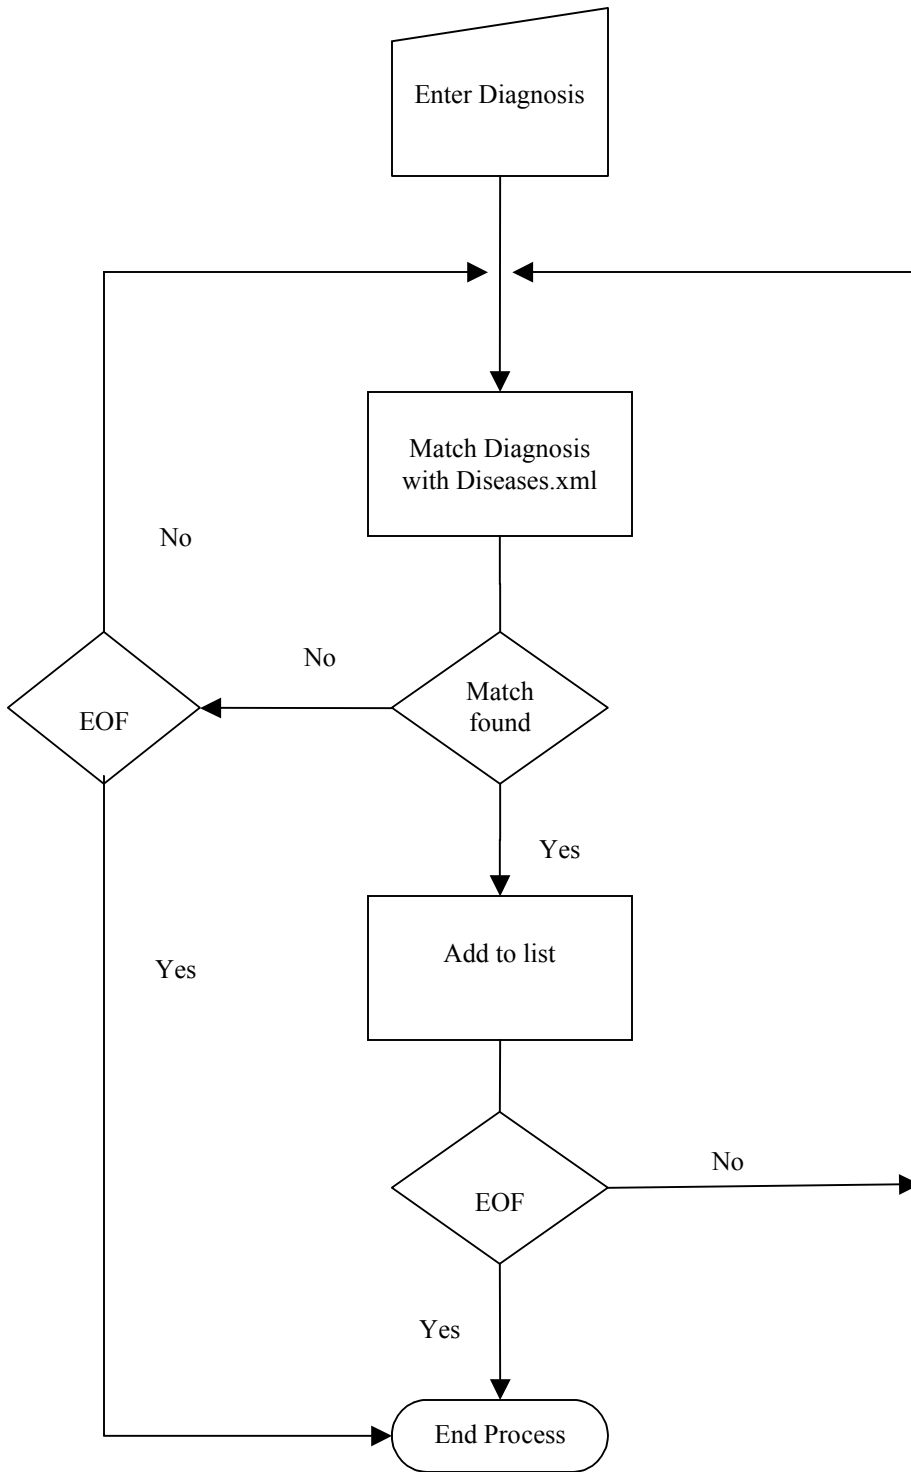 Enter Diagnosis
Match Diagnosis
with Diseases.xml
No
No
EOF
Match
found
Yes
Add to list
Yes
No
EOF
Yes
End Process